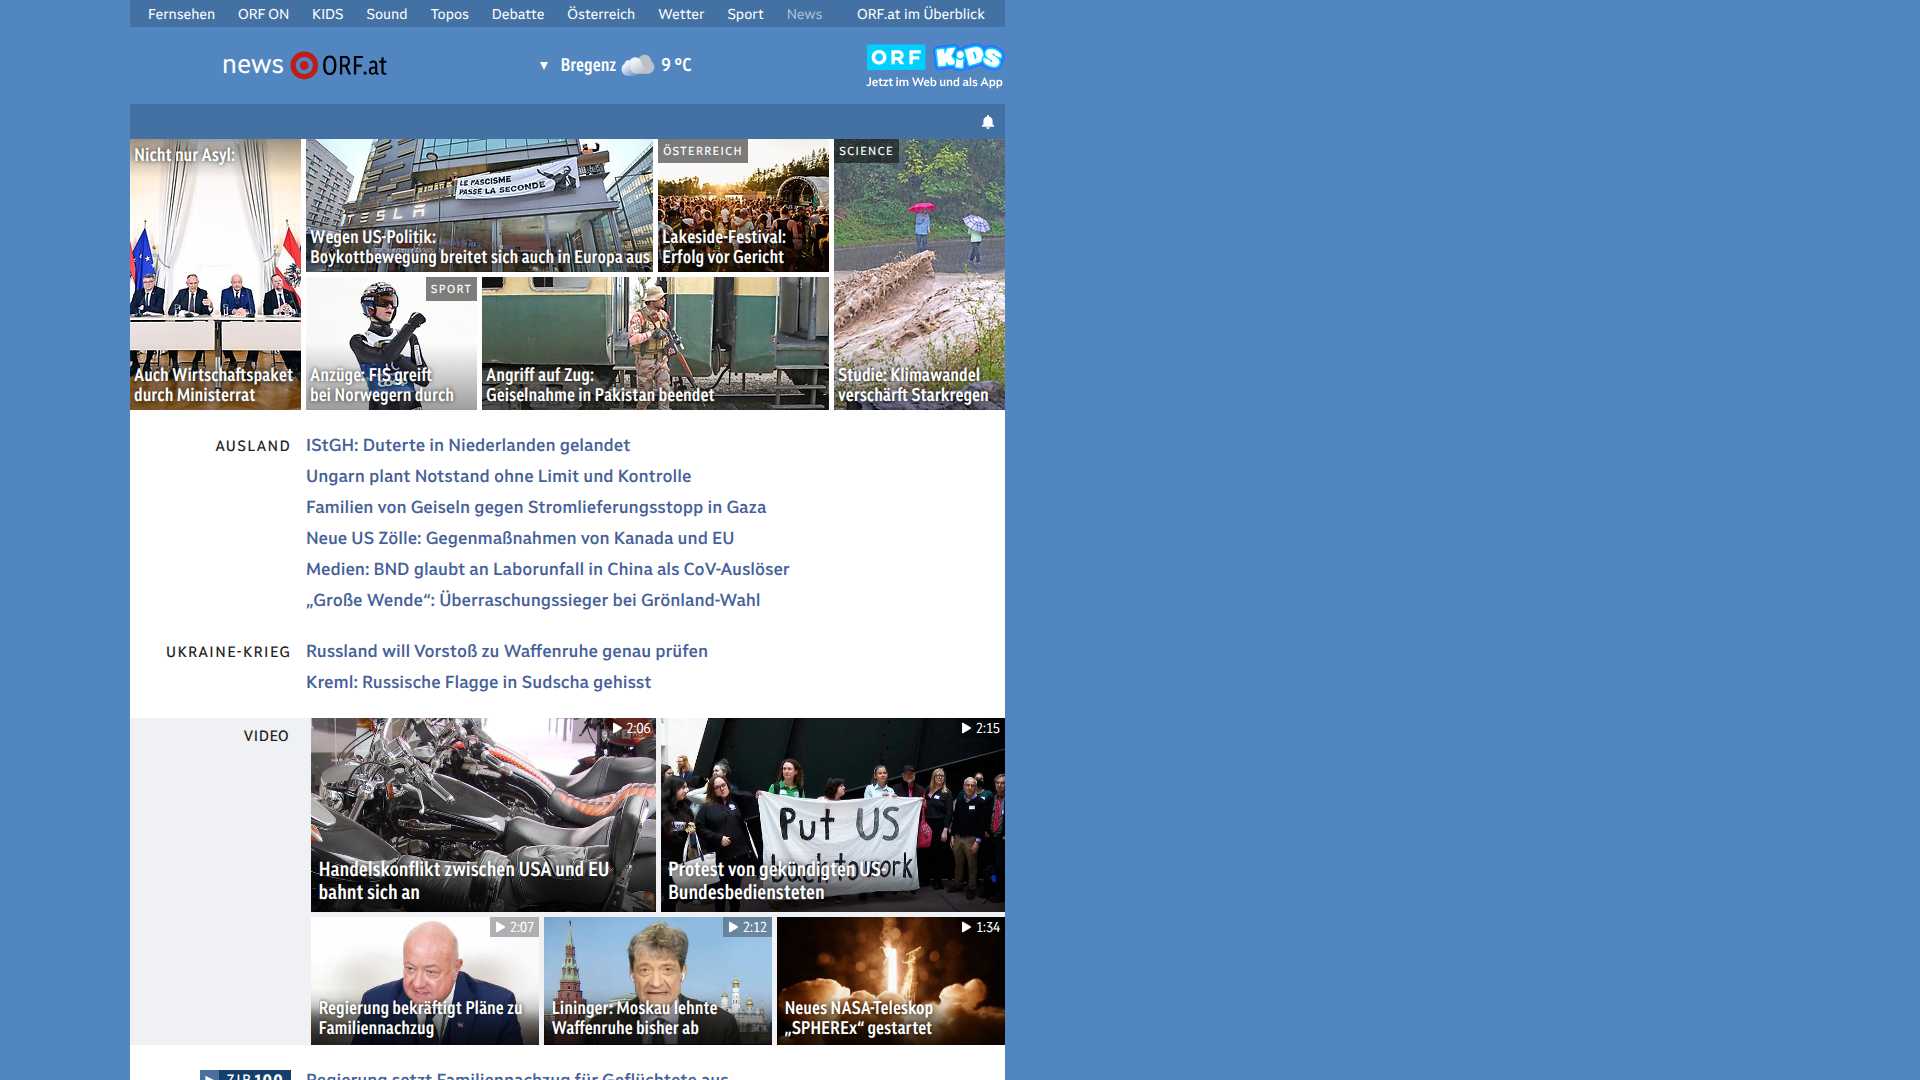 Fernsehen ORF ON KIDS Sound Topos Debatte Österreich Wetter Sport News ORF.at im Überblick
news ORF.at
▼ Bregenz 9 °C
ORF KiDS
Jetzt im Web und als App
Nicht nur Asyl:
Auch Wirtschaftspaket
durch Ministerrat
LE FASCISME
PASSE LA SECONDE
TESLA
Wegen US-Politik:
Boykottbewegung breitet sich auch in Europa aus
ÖSTERREICH
Lakeside-Festival:
Erfolg vor Gericht
SCIENCE
Studie: Klimawandel
verschärft Starkregen
SPORT
Anzüge: FIS greift
bei Norwegern durch
Angriff auf Zug:
Geiselnahme in Pakistan beendet
AUSLAND
IStGH: Duterte in Niederlanden gelandet
Ungarn plant Notstand ohne Limit und Kontrolle
Familien von Geiseln gegen Stromlieferungsstopp in Gaza
Neue US Zölle: Gegenmaßnahmen von Kanada und EU
Medien: BND glaubt an Laborunfall in China als CoV-Auslöser
„Große Wende“: Überraschungssieger bei Grönland-Wahl
UKRAINE-KRIEG
Russland will Vorstoß zu Waffenruhe genau prüfen
Kreml: Russische Flagge in Sudscha gehisst
VIDEO
2:06
Handelskonflikt zwischen USA und EU
bahnt sich an
2:15
Put US
back to work
Protest von gekündigten US-
Bundesbediensteten
2:07
Regierung bekräftigt Pläne zu
Familiennachzug
2:12
Lininger: Moskau lehnte
Waffenruhe bisher ab
1:34
Neues NASA-Teleskop
„SPHEREx“ gestartet
ZIB 100
Regierung setzt Familiennachzug für Geflüchtete aus